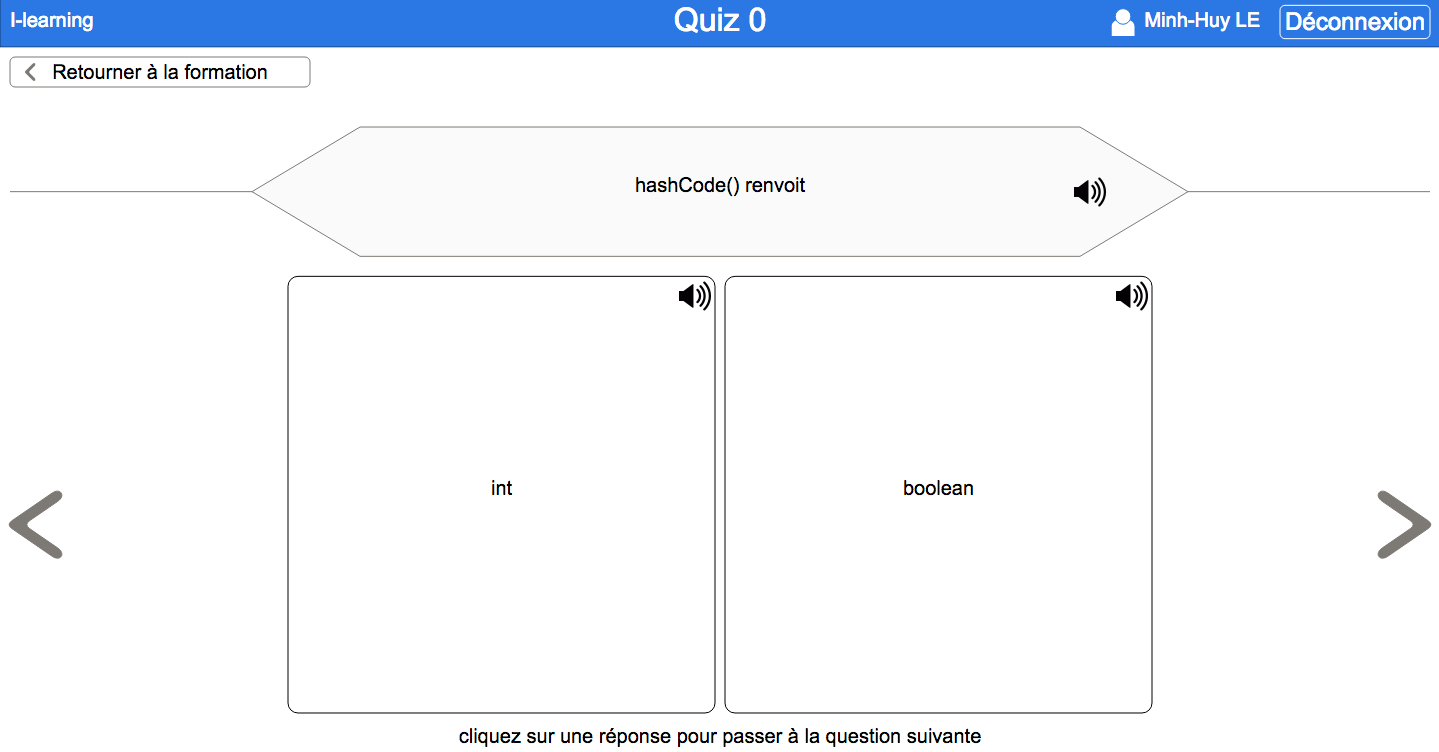 I-learning
Quiz 0
Minh-Huy LE
Déconnexion
Retourner à la formation
hashCode() renvoit
int
boolean
cliquez sur une réponse pour passer à la question suivante